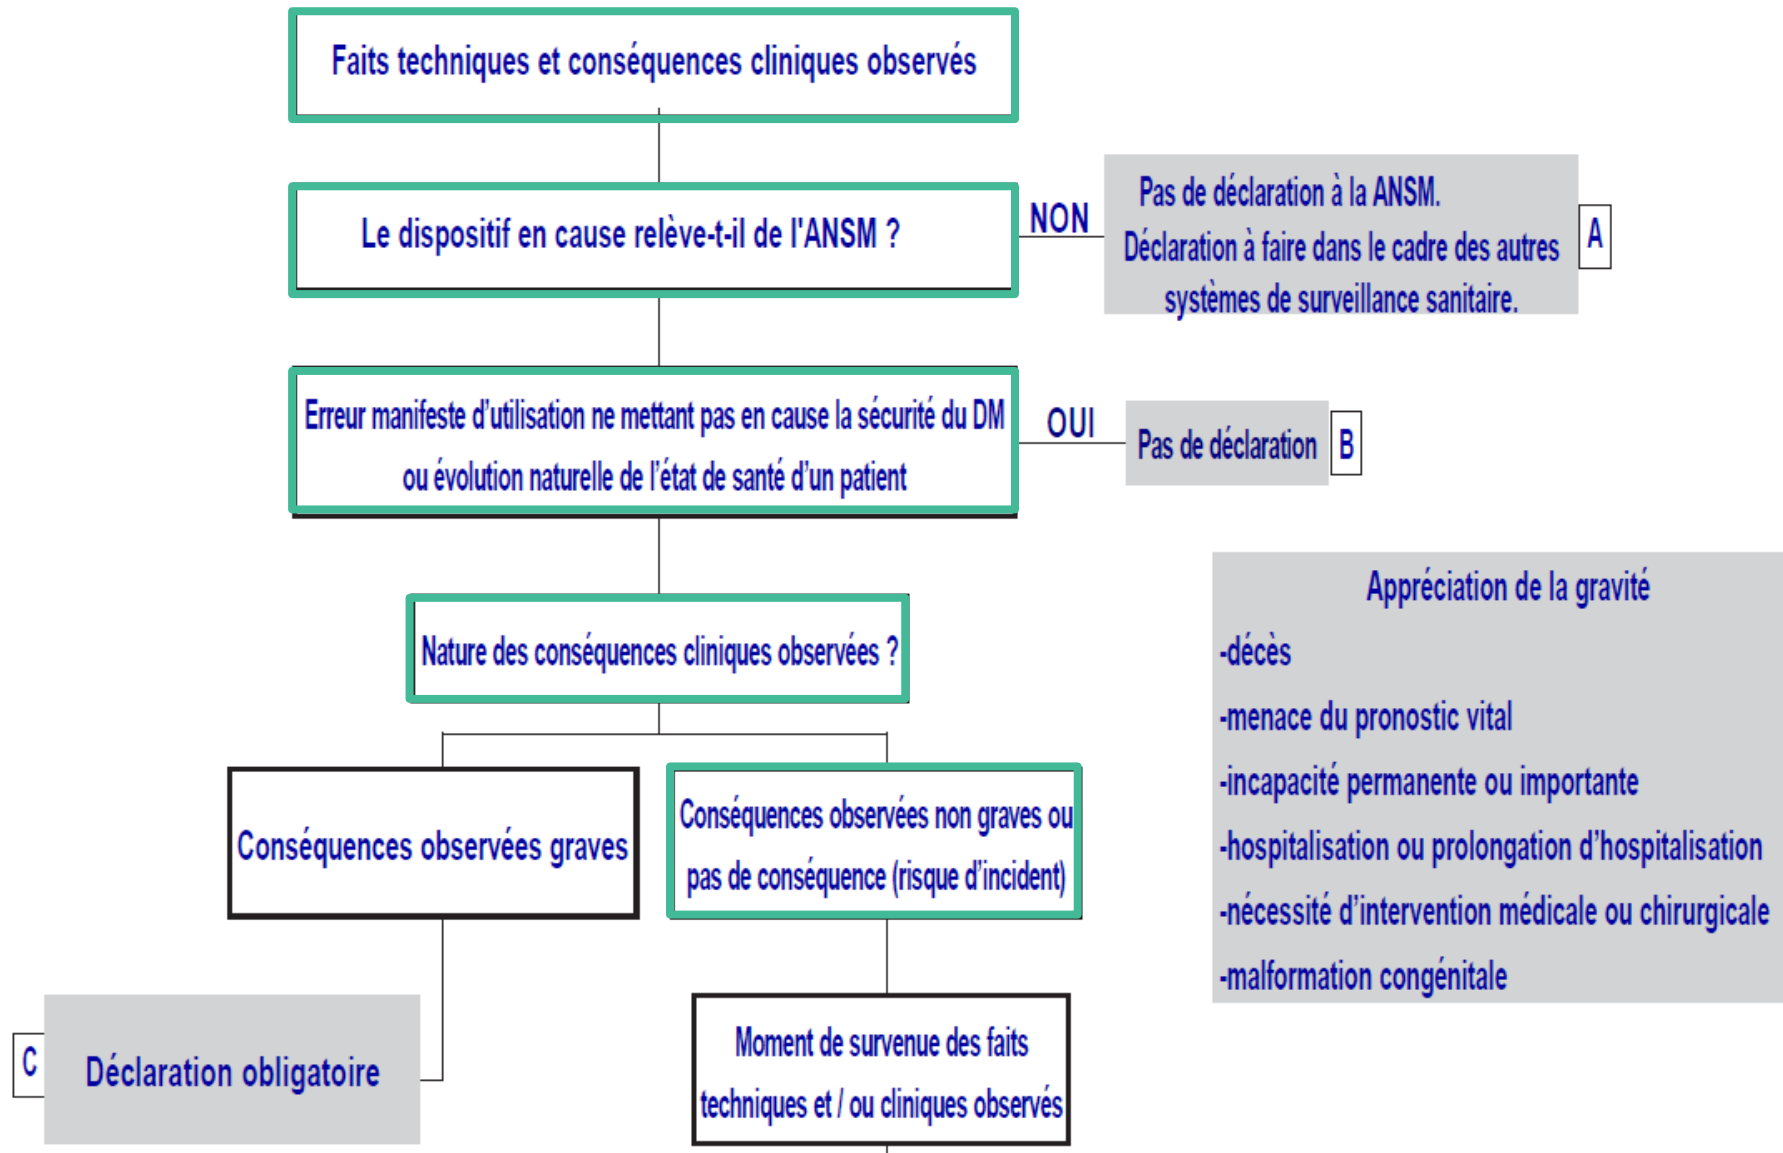 Faits techniques et conséquences cliniques observés
Le dispositif en cause relève-t-il de l'ANSM ?
NON
Pas de déclaration à la ANSM.
Déclaration à faire dans le cadre des autres
systèmes de surveillance sanitaire.
A
Erreur manifeste d’utilisation ne mettant pas en cause la sécurité du DM
ou évolution naturelle de l’état de santé d’un patient
OUI
Pas de déclaration
B
Nature des conséquences cliniques observées ?
Appréciation de la gravité
-décès
-menace du pronostic vital
-incapacité permanente ou importante
-hospitalisation ou prolongation d’hospitalisation
-nécessité d’intervention médicale ou chirurgicale
-malformation congénitale
Conséquences observées graves
Conséquences observées non graves ou
pas de conséquence (risque d’incident)
C
Déclaration obligatoire
Moment de survenue des faits
techniques et / ou cliniques observés